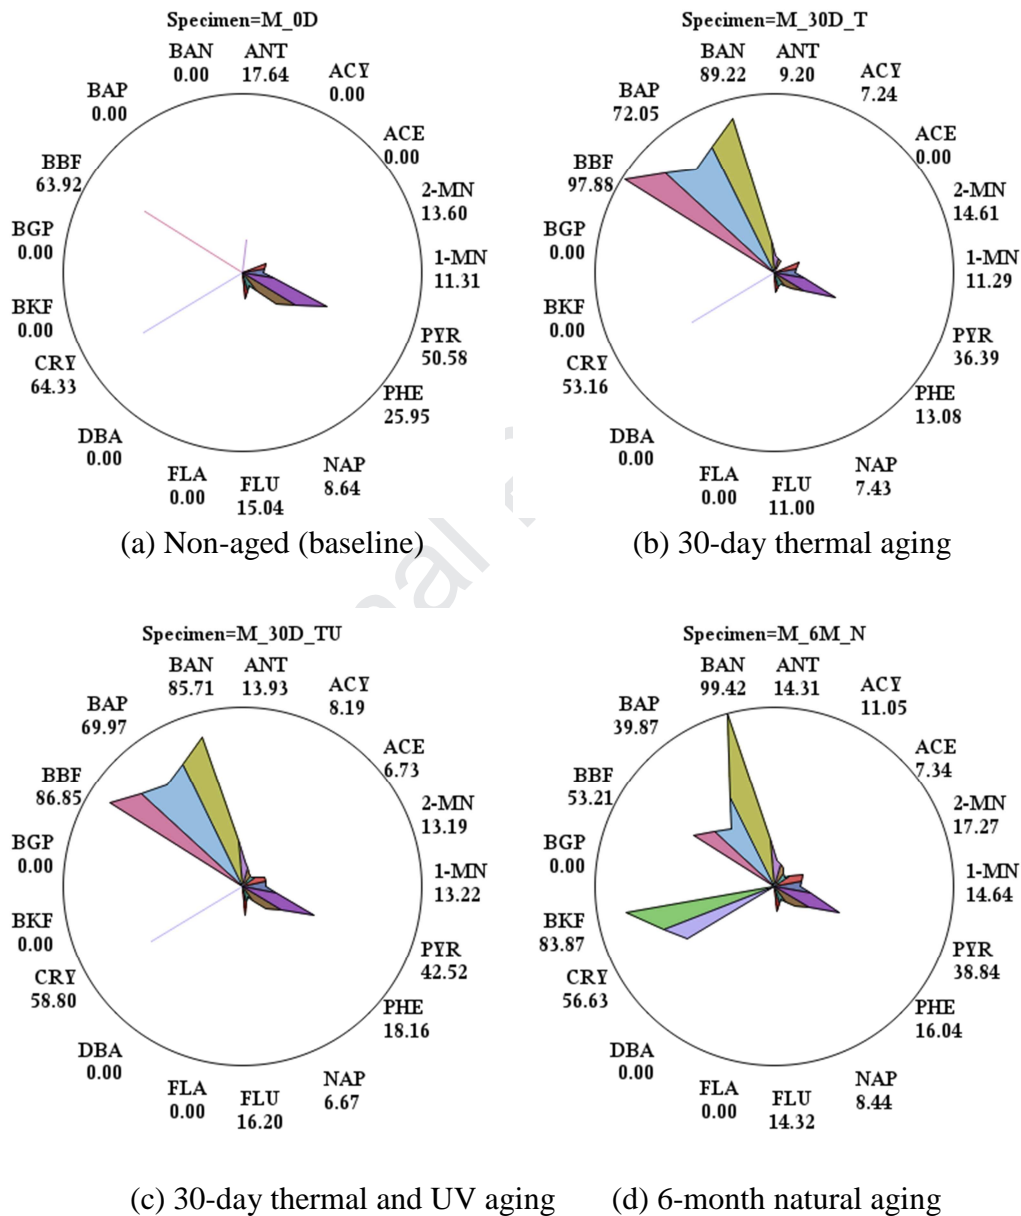 Specimen=M_0D
BAN
0.00
ANT
17.64
ACY
0.00
ACE
0.00
2-MN
13.60
1-MN
11.31
PYR
50.58
PHE
25.95
NAP
8.64
FLU
15.04
FLA
0.00
DBA
0.00
CRY
64.33
BKF
0.00
BGP
0.00
BBF
63.92
BAP
0.00
(a) Non-aged (baseline)
Specimen=M_30D_T
BAN
89.22
ANT
9.20
ACY
7.24
ACE
0.00
2-MN
14.61
1-MN
11.29
PYR
36.39
PHE
13.08
NAP
7.43
FLU
11.00
FLA
0.00
DBA
0.00
CRY
53.16
BKF
0.00
BGP
0.00
BBF
97.88
BAP
72.05
(b) 30-day thermal aging
Specimen=M_30D_TU
BAN
85.71
ANT
13.93
ACY
8.19
ACE
6.73
2-MN
13.19
1-MN
13.22
PYR
42.52
PHE
18.16
NAP
6.67
FLU
16.20
FLA
0.00
DBA
0.00
CRY
58.80
BKF
0.00
BGP
0.00
BBF
86.85
BAP
69.97
(c) 30-day thermal and UV aging
Specimen=M_6M_N
BAN
99.42
ANT
14.31
ACY
11.05
ACE
7.34
2-MN
17.27
1-MN
14.64
PYR
38.84
PHE
16.04
NAP
8.44
FLU
14.32
FLA
0.00
DBA
0.00
CRY
56.63
BKF
83.87
BGP
0.00
BBF
53.21
BAP
39.87
(d) 6-month natural aging